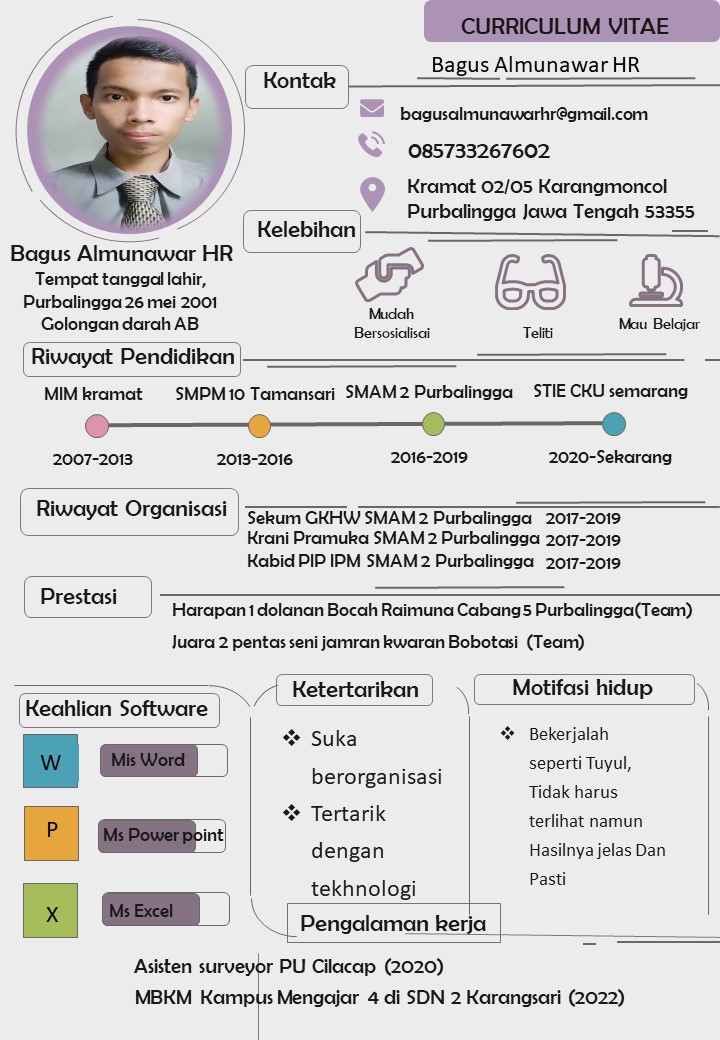 CURRICULUM VITAE
Bagus Almunawar HR
Kontak
bagusalmunawarhr@gmail.com
085733267602
Kramat 02/05 Karangmoncol
Purbalingga Jawa Tengah 53355
Bagus Almunawar HR
Tempat tanggal lahir,
Purbalingga 26 mei 2001
Golongan darah AB
Kelebihan
Mudah
Bersosialisai
Teliti
Mau Belajar
Riwayat Pendidikan
MIM kramat
SMPM 10 Tamansari
SMAM 2 Purbalingga
STIE CKU semarang
2007-2013
2013-2016
2016-2019
2020-Sekarang
Riwayat Organisasi
Sekum GKHW SMAM 2 Purbalingga 2017-2019
Krani Pramuka SMAM 2 Purbalingga 2017-2019
Kabid PIP IPM SMAM 2 Purbalingga 2017-2019
Prestasi
Harapan 1 dolanan Bocah Raimuna Cabang 5 Purbalingga(Team)
Juara 2 pentas seni jamran kwaran Bobotasi (Team)
Keahlian Software
W
Mis Word
P
Ms Power point
X
Ms Excel
Ketertarikan
❖ Suka
berorganisasi
❖ Tertarik
dengan
tekhnologi
Motifasi hidup
❖ Bekerjalah
seperti Tuyul,
Tidak harus
terlihat namun
Hasilnya jelas Dan
Pasti
Pengalaman kerja
Asisten surveyor PU Cilacap (2020)
MBKM Kampus Mengajar 4 di SDN 2 Karangsari (2022)